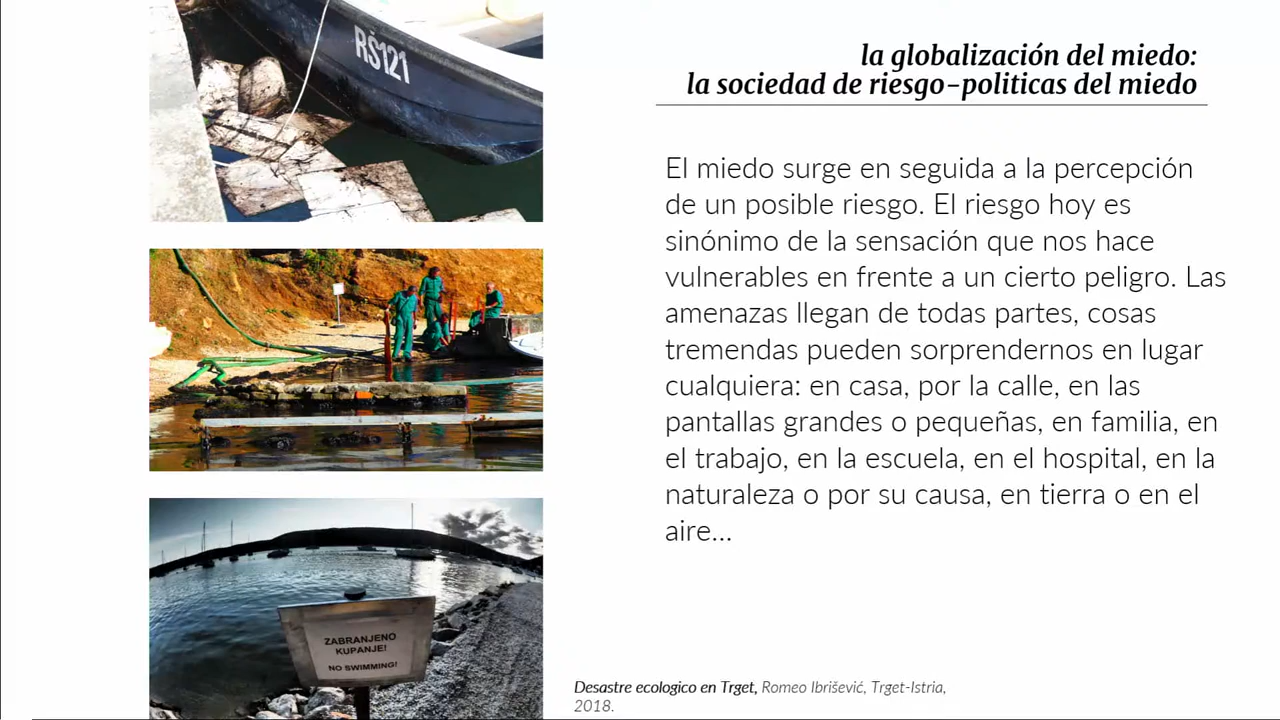 RŠ121
la globalización del miedo:
la sociedad de riesgo-politicas del miedo
El miedo surge en seguida a la percepción
de un posible riesgo. El riesgo hoy es
sinónimo de la sensación que nos hace
vulnerables en frente a un cierto peligro. Las
amenazas llegan de todas partes, cosas
tremendas pueden sorprendernos en lugar
cualquiera: en casa, por la calle, en las
pantallas grandes o pequeñas, en familia, en
el trabajo, en la escuela, en el hospital, en la
naturaleza o por su causa, en tierra o en el
aire...
ZABRANJENO
KUPANJE!
NO SWIMMING!
Desastre ecologico en Trget, Romeo Ibrišević, Trget-Istria,
2018.